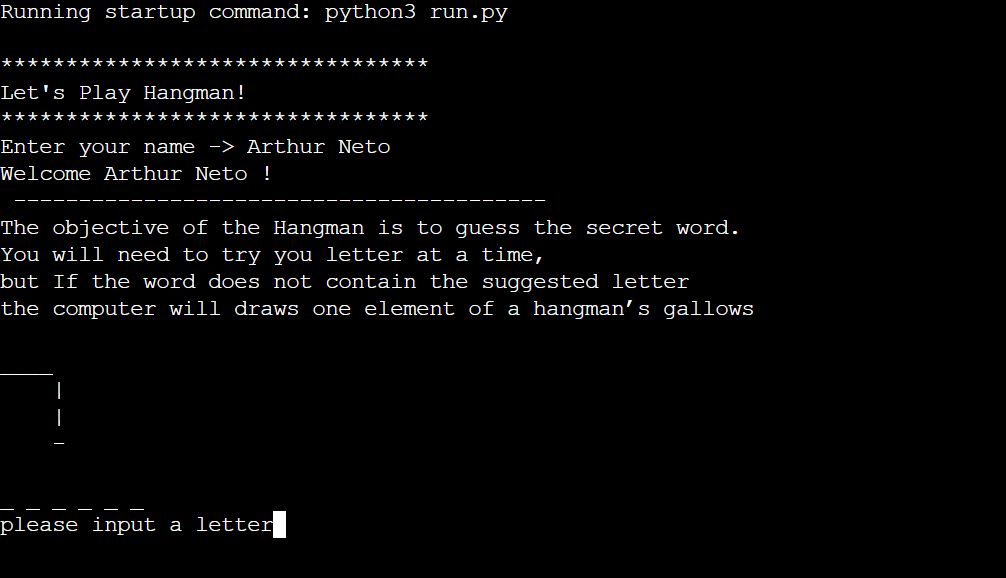 Running startup command: python3 run.py
*********************************
Let's Play Hangman!
*********************************
Enter your name -> Arthur Neto
Welcome Arthur Neto !
-----------------------------------------
The objective of the Hangman is to guess the secret word.
You will need to try you letter at a time,
but If the word does not contain the suggested letter
the computer will draws one element of a hangman’s gallows
____
    |
    |
    -
_ _ _ _ _ _
please input a letter